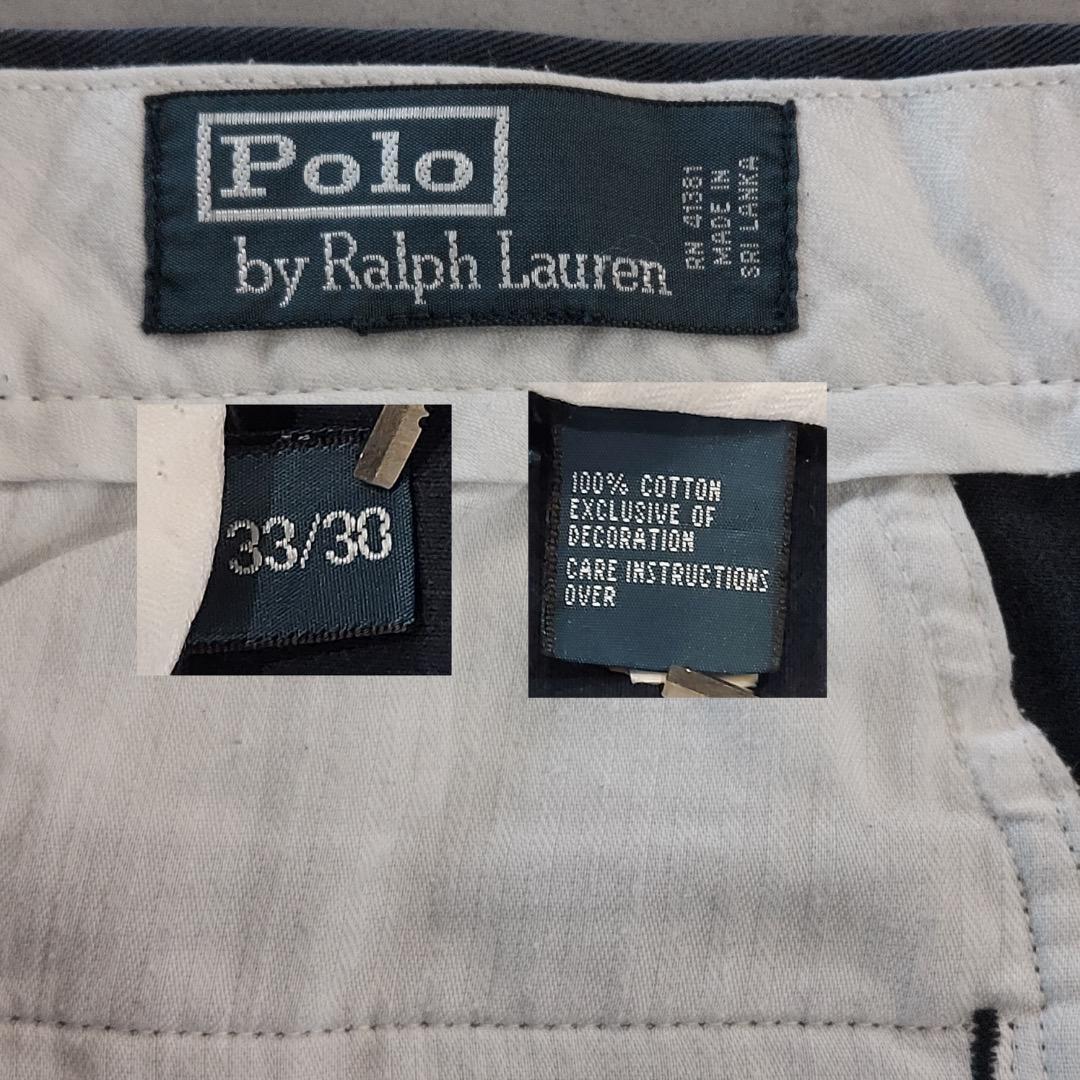 Polo
by Ralph Lauren
RN 41381
MADE IN
SRI LANKA
33/30
100% COTTON
EXCLUSIVE OF
DECORATION
CARE INSTRUCTIONS
OVER